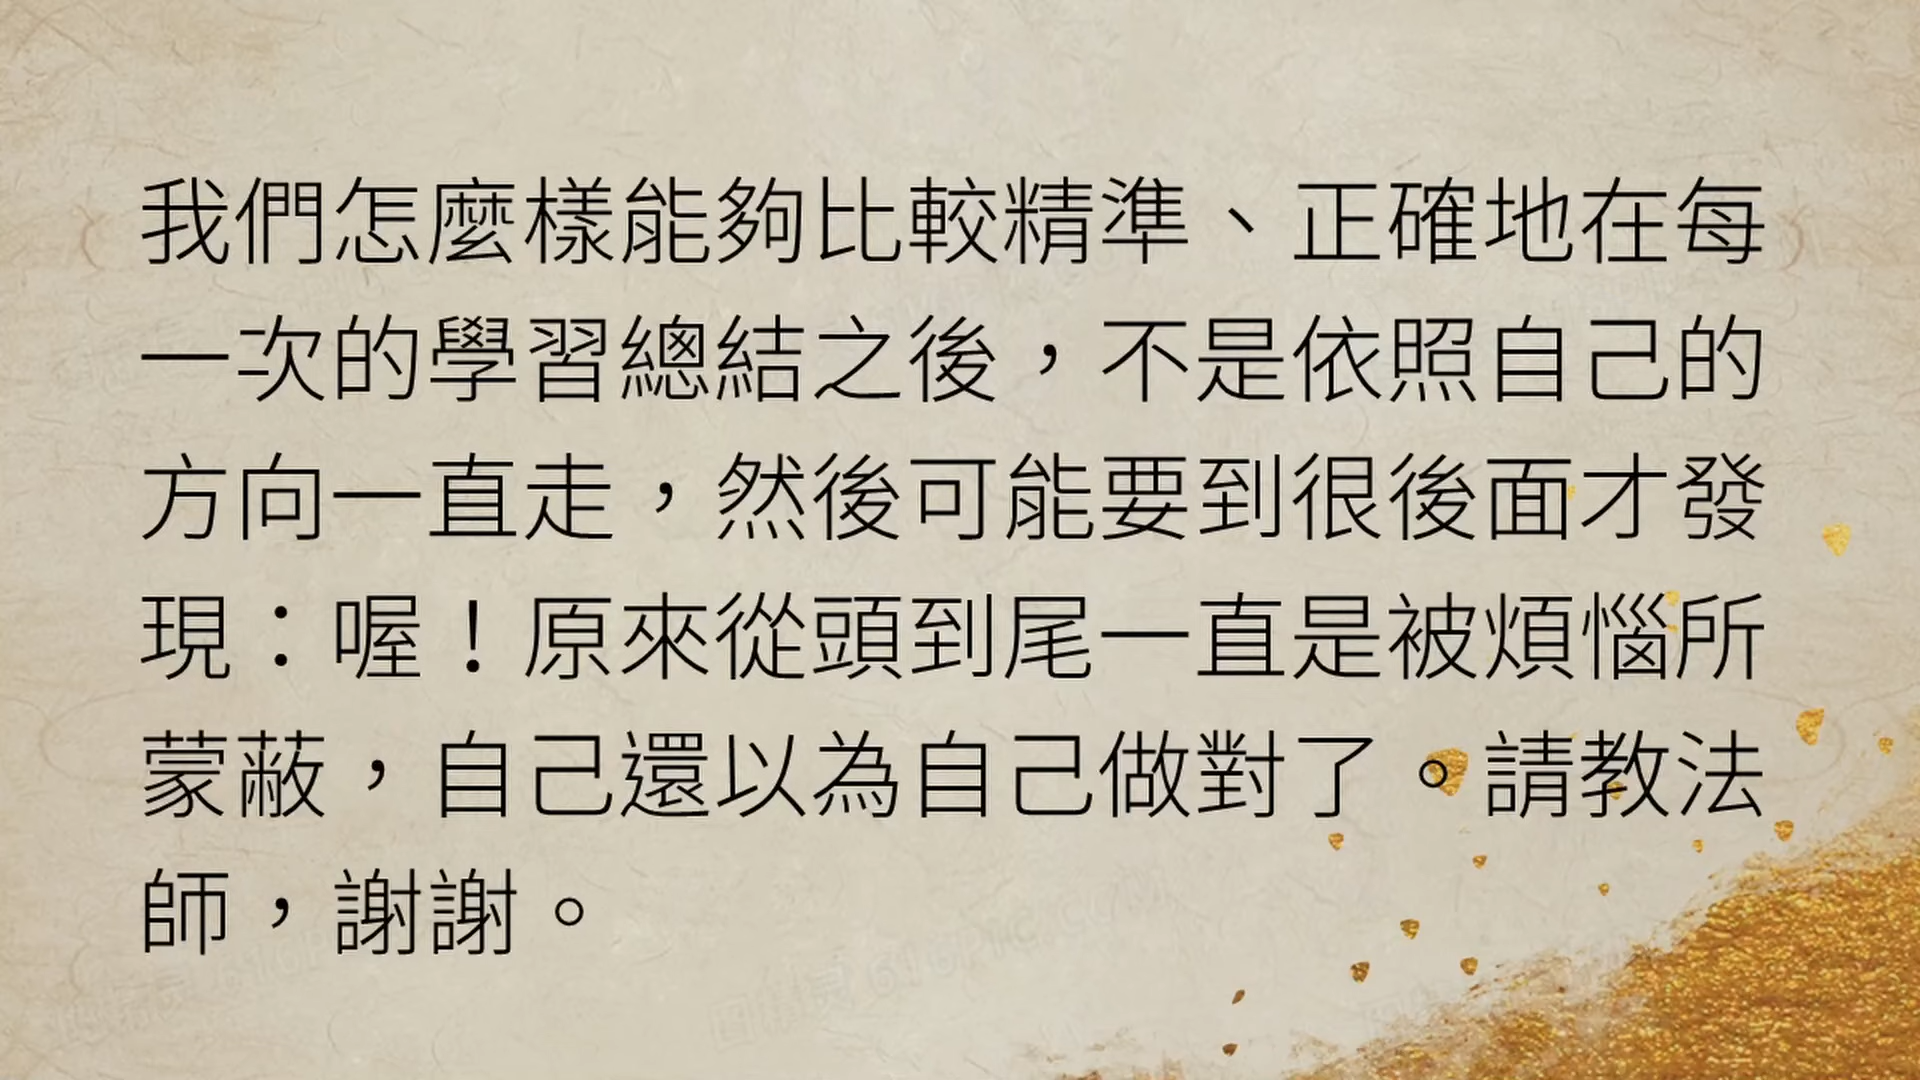 我們怎麼樣能夠比較精準、正確地在每
一次的學習總結之後，不是依照自己的
方向一直走，然後可能要到很後面才發
現：喔！原來從頭到尾一直是被煩惱所
蒙蔽，自己還以為自己做對了。請教法
師，謝謝。